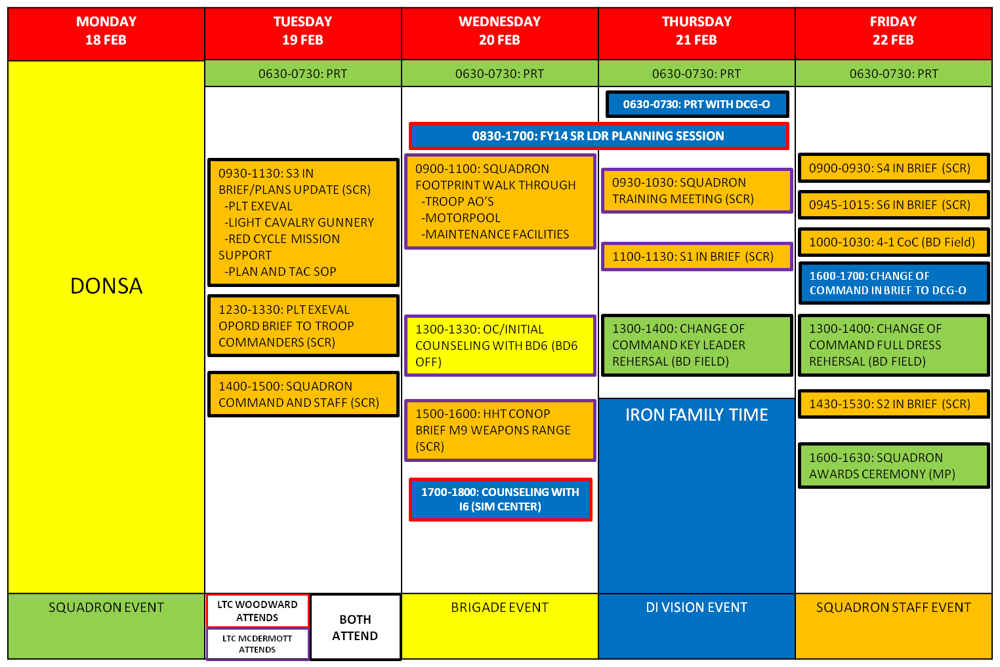 MONDAY
18 FEB
TUESDAY
19 FEB
WEDNESDAY
20 FEB
THURSDAY
21 FEB
FRIDAY
22 FEB
DONSA
0630-0730: PRT
0930-1130: S3 IN
BRIEF/PLANS UPDATE (SCR)
-PLT EXEVAL
-LIGHT CAVALRY GUNNERY
-RED CYCLE MISSION
SUPPORT
-PLAN AND TAC SOP
1230-1330: PLT EXEVAL
OPORD BRIEF TO TROOP
COMMANDERS (SCR)
1400-1500: SQUADRON
COMMAND AND STAFF (SCR)
0630-0730: PRT
0830-1700: FY14 SR LDR PLANNING SESSION
0900-1100: SQUADRON
FOOTPRINT WALK THROUGH
-TROOP AO'S
-MOTORPOOL
-MAINTENANCE FACILITIES
1300-1330: OC/INITIAL
COUNSELING WITH BD6 (BD6
OFF)
1500-1600: HHT CONOP
BRIEF M9 WEAPONS RANGE
(SCR)
1700-1800: COUNSELING WITH
I6 (SIM CENTER)
0630-0730: PRT
0630-0730: PRT WITH DCG-O
0930-1030: SQUADRON
TRAINING MEETING (SCR)
1100-1130: S1 IN BRIEF (SCR)
1300-1400: CHANGE OF
COMMAND KEY LEADER
REHERSAL (BD FIELD)
IRON FAMILY TIME
0630-0730: PRT
0900-0930: S4 IN BRIEF (SCR)
0945-1015: S6 IN BRIEF (SCR)
1000-1030: 4-1 CoC (BD Field)
1600-1700: CHANGE OF
COMMAND IN BRIEF TO DCG-O
1300-1400: CHANGE OF
COMMAND FULL DRESS
REHERSAL (BD FIELD)
1430-1530: S2 IN BRIEF (SCR)
1600-1630: SQUADRON
AWARDS CEREMONY (MP)
SQUADRON EVENT
LTC WOODWARD
ATTENDS
LTC MCDERMOTT
ATTENDS
BOTH
ATTEND
BRIGADE EVENT
DIVISION EVENT
SQUADRON STAFF EVENT